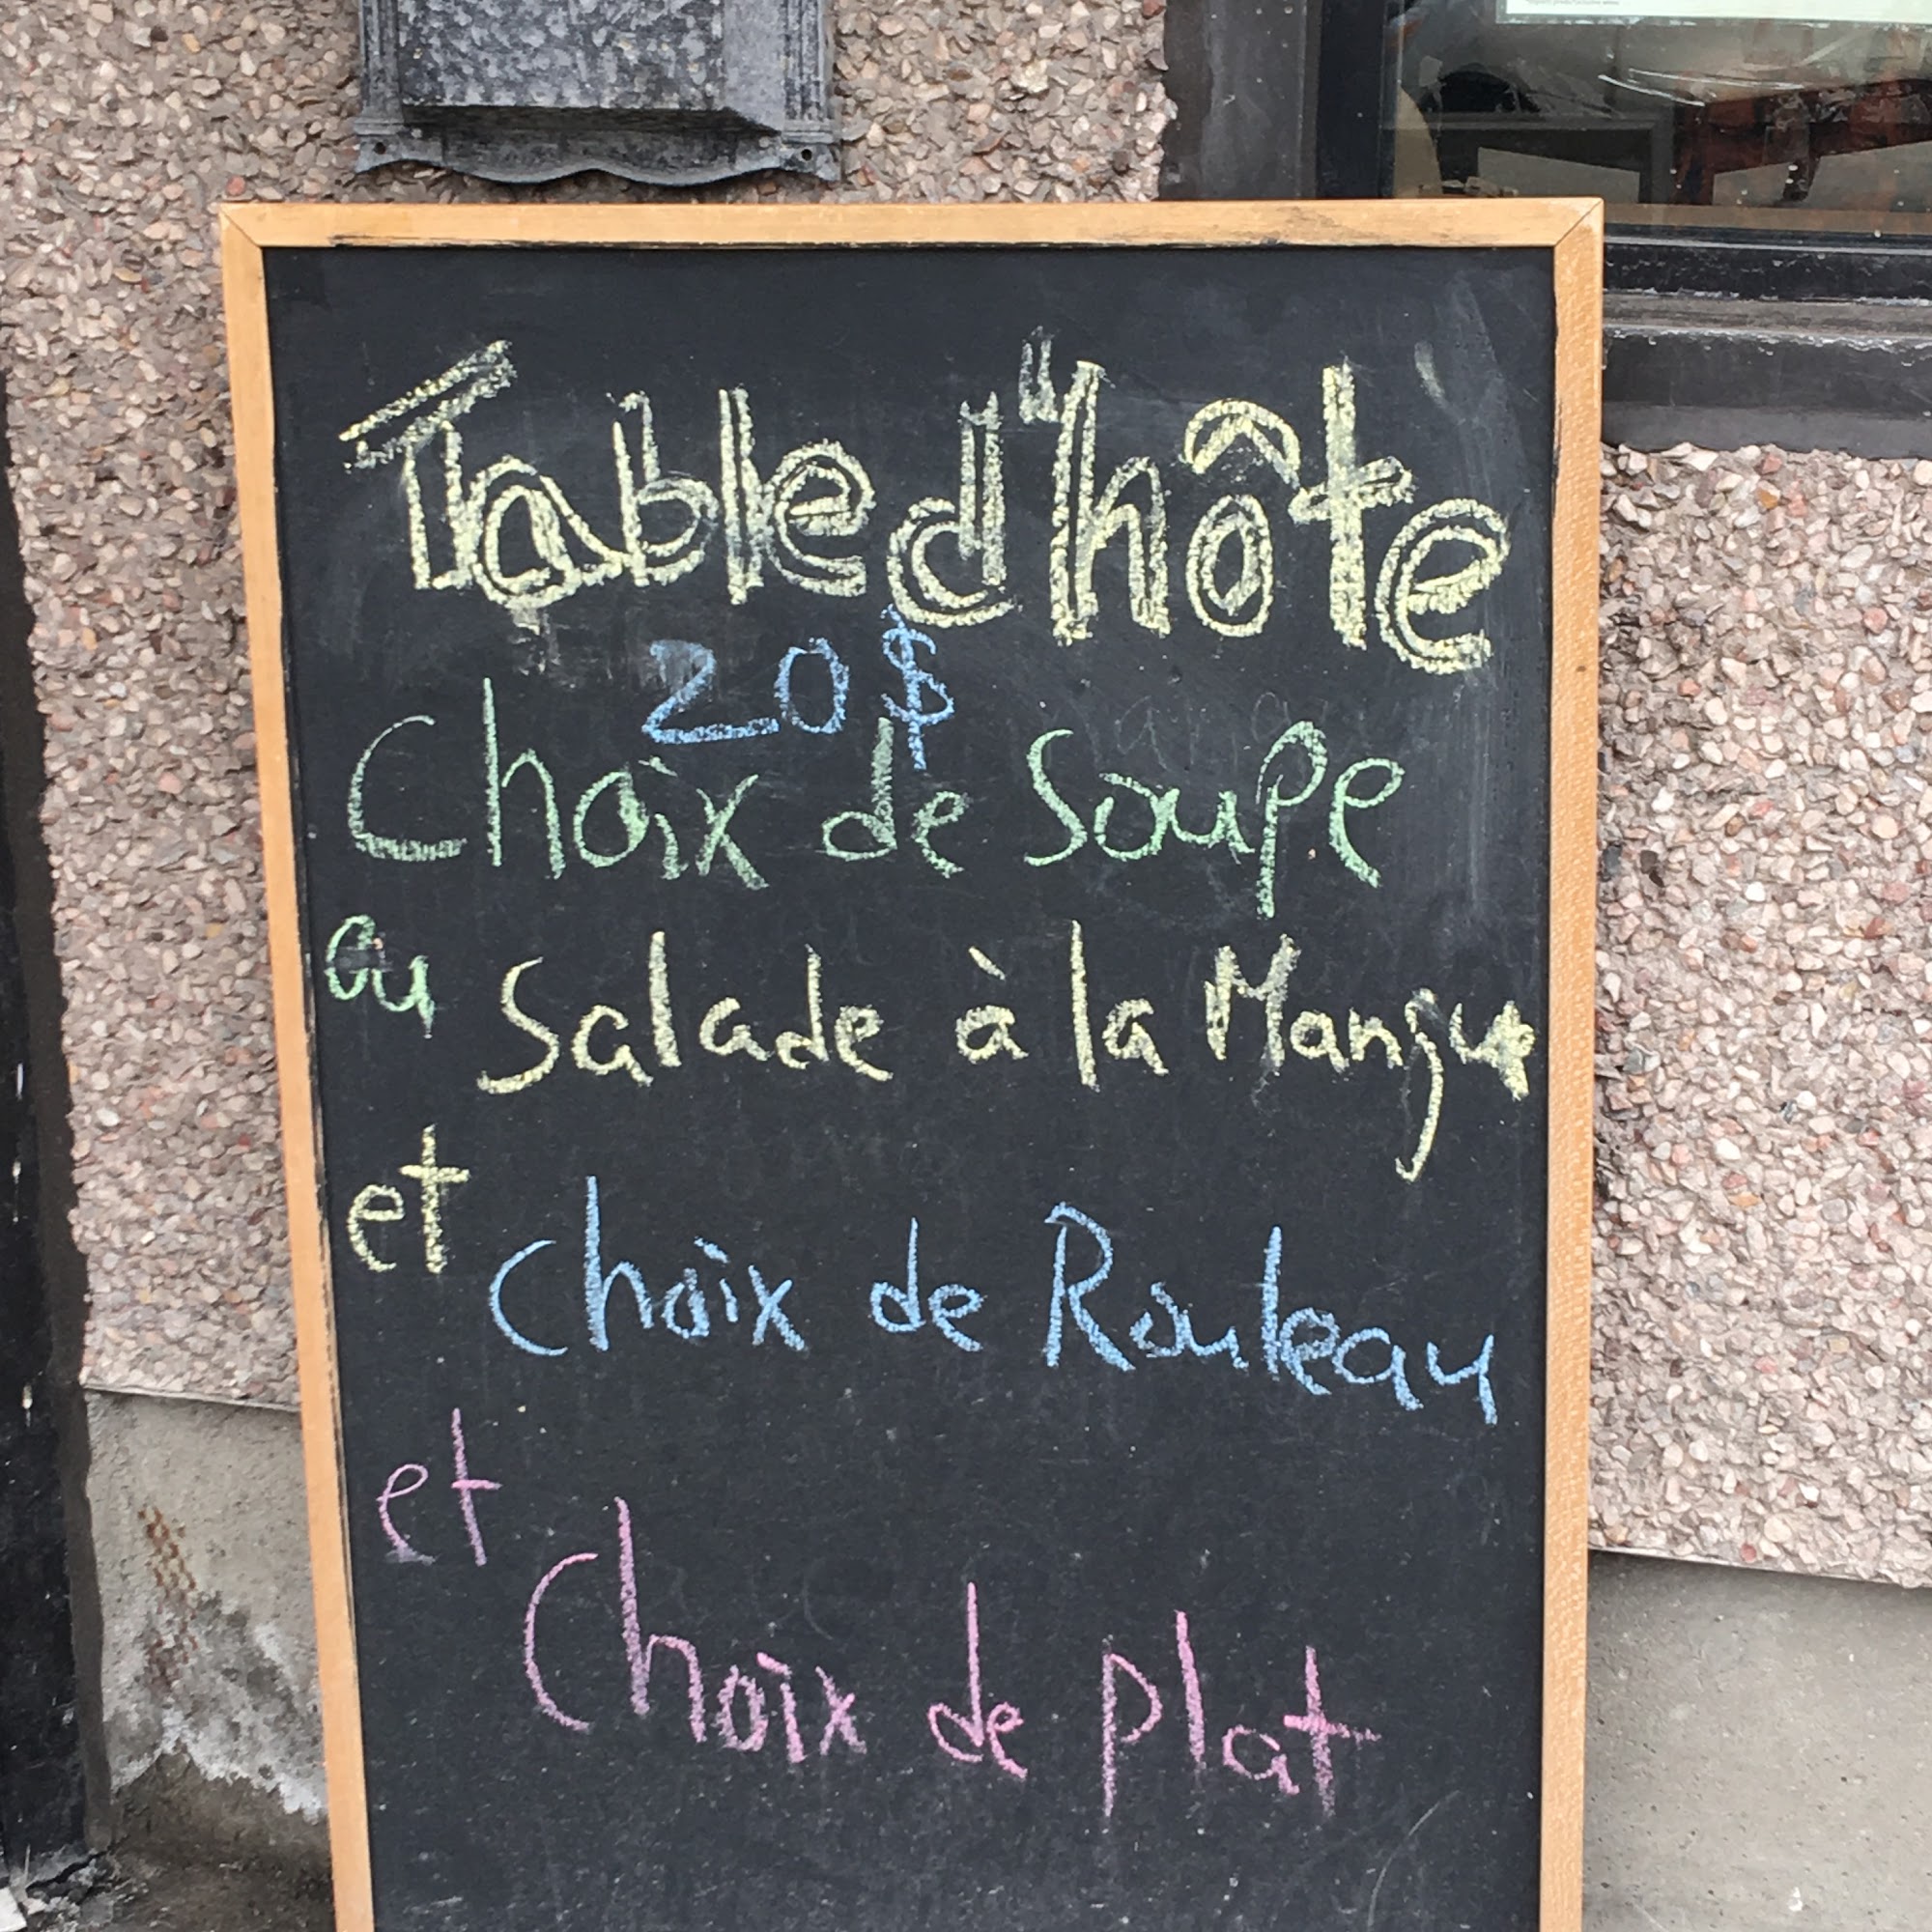 Table d'hôte
20$
Choix de Soupe
ou Salade à la Mangue
et Choix de Rouleau
et Choix de plat